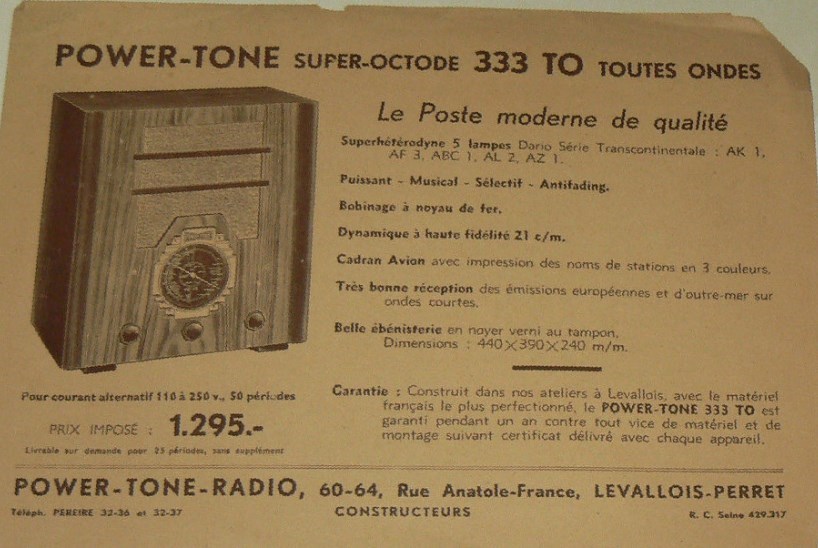 POWER-TONE SUPER-OCTODE 333 TO TOUTES ONDES
Le Poste moderne de qualité
Superhétérodyne 5 lampes Dario Série Transcontinentale : AK 1,
AF 3, ABC 1, AL 2, AZ 1.
Puissant - Musical - Sélectif - Antifading.
Bobinage à noyau de fer.
Dynamique à haute fidélité 21 c/m.
Cadran Avion avec impression des noms de stations en 3 couleurs.
Très bonne réception des émissions européennes et d'outre-mer sur
ondes courtes.
Belle ébénisterie en noyer verni au tampon.
Dimensions : 440X390X240 m/m.
Pour courant alternatif 110 à 250 v., 50 périodes
PRIX IMPOSÉ : 1.295.-
Livrable sur demande pour 25 périodes, sans supplément
Garantie : Construit dans nos ateliers à Levallois, avec le matériel
français le plus perfectionné, le POWER-TONE 333 TO est
garanti pendant un an contre tout vice de matériel et de
montage suivant certificat délivré avec chaque appareil.
POWER-TONE-RADIO, 60-64, Rue Anatole-France, LEVALLOIS-PERRET
Téléph. PEREIRE 32-36 et 32-37 CONSTRUCTEURS R. C. Seine 429.317